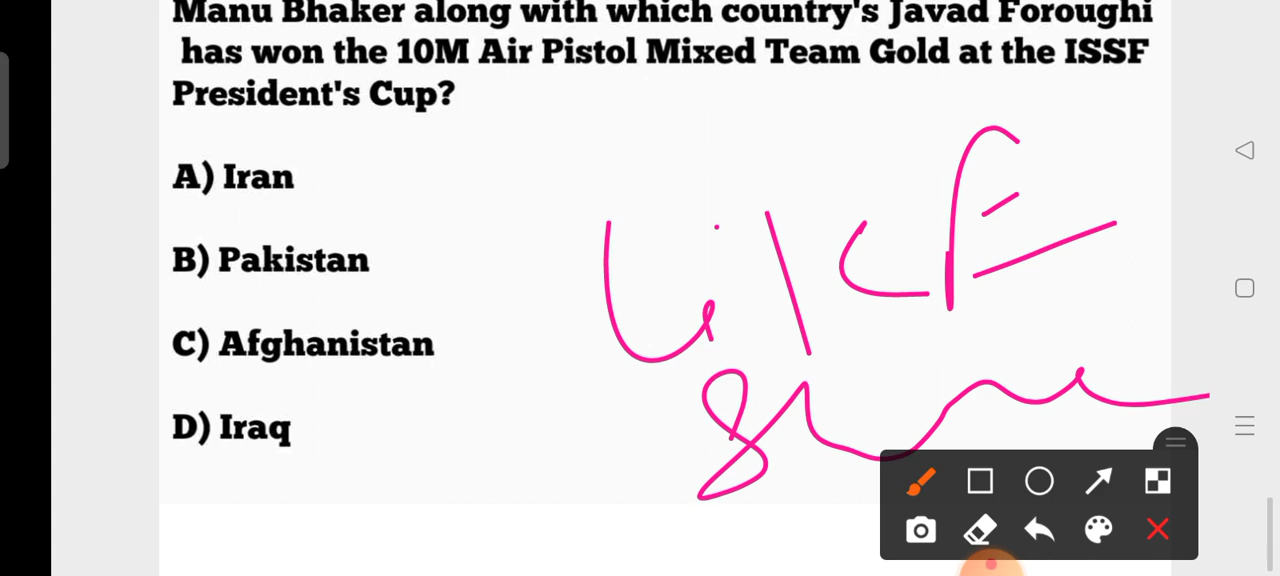 Manu Bhaker along with which country's Javad Foroughi
has won the 10M Air Pistol Mixed Team Gold at the ISSF
President's Cup?
A) Iran
B) Pakistan
C) Afghanistan
D) Iraq